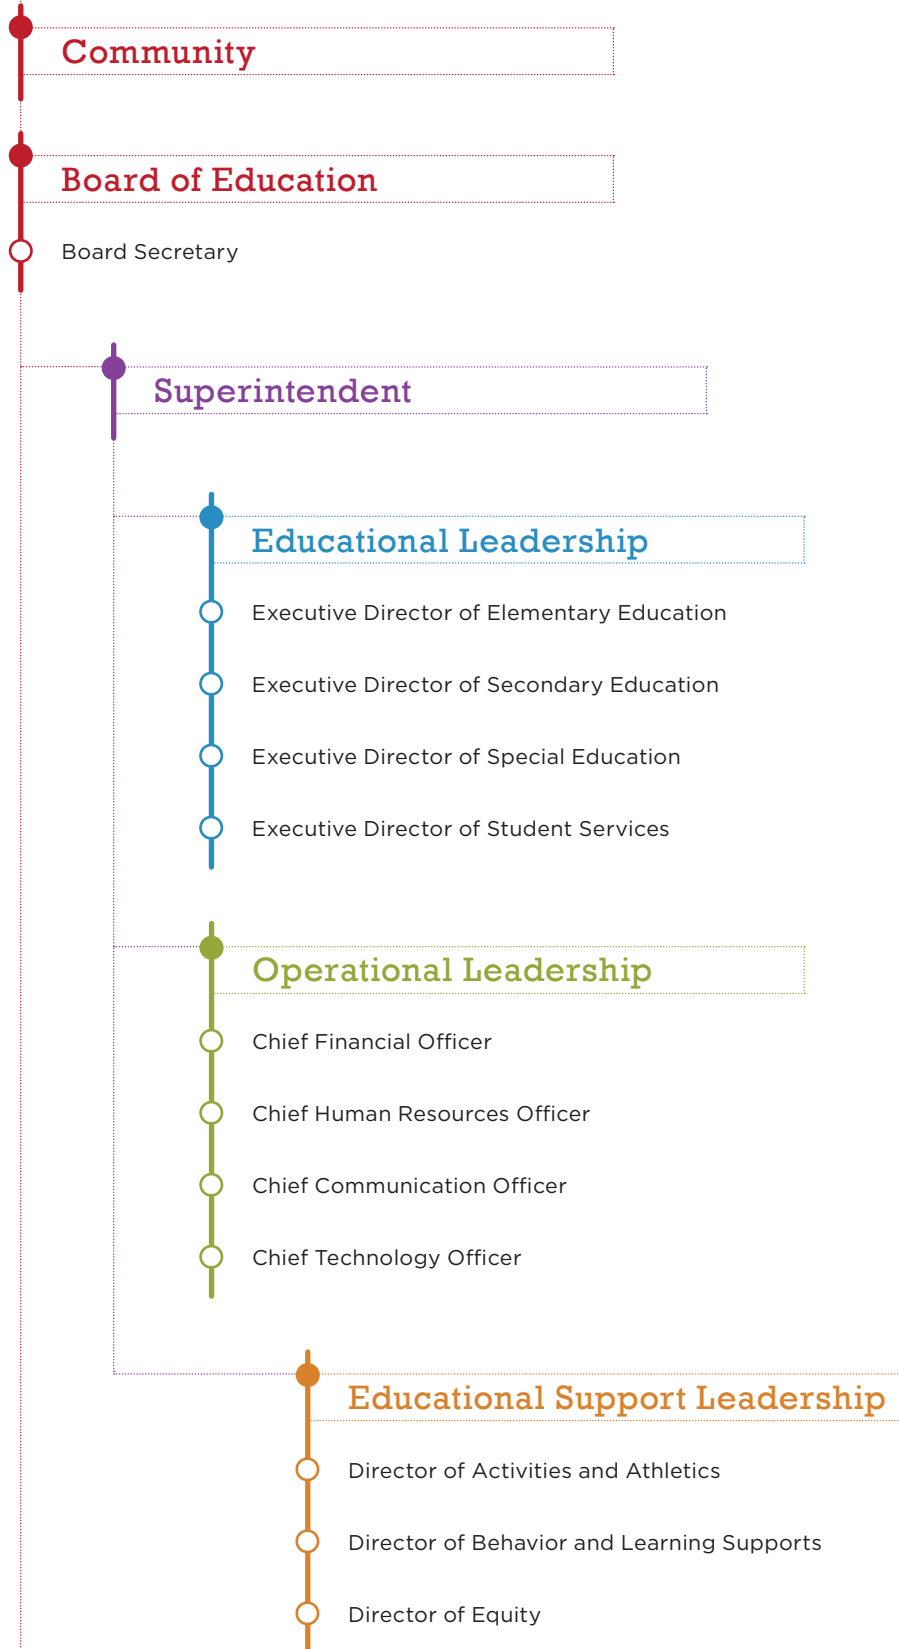 Community
Board of Education
Board Secretary
Superintendent
Educational Leadership
Executive Director of Elementary Education
Executive Director of Secondary Education
Executive Director of Special Education
Executive Director of Student Services
Operational Leadership
Chief Financial Officer
Chief Human Resources Officer
Chief Communication Officer
Chief Technology Officer
Educational Support Leadership
Director of Activities and Athletics
Director of Behavior and Learning Supports
Director of Equity